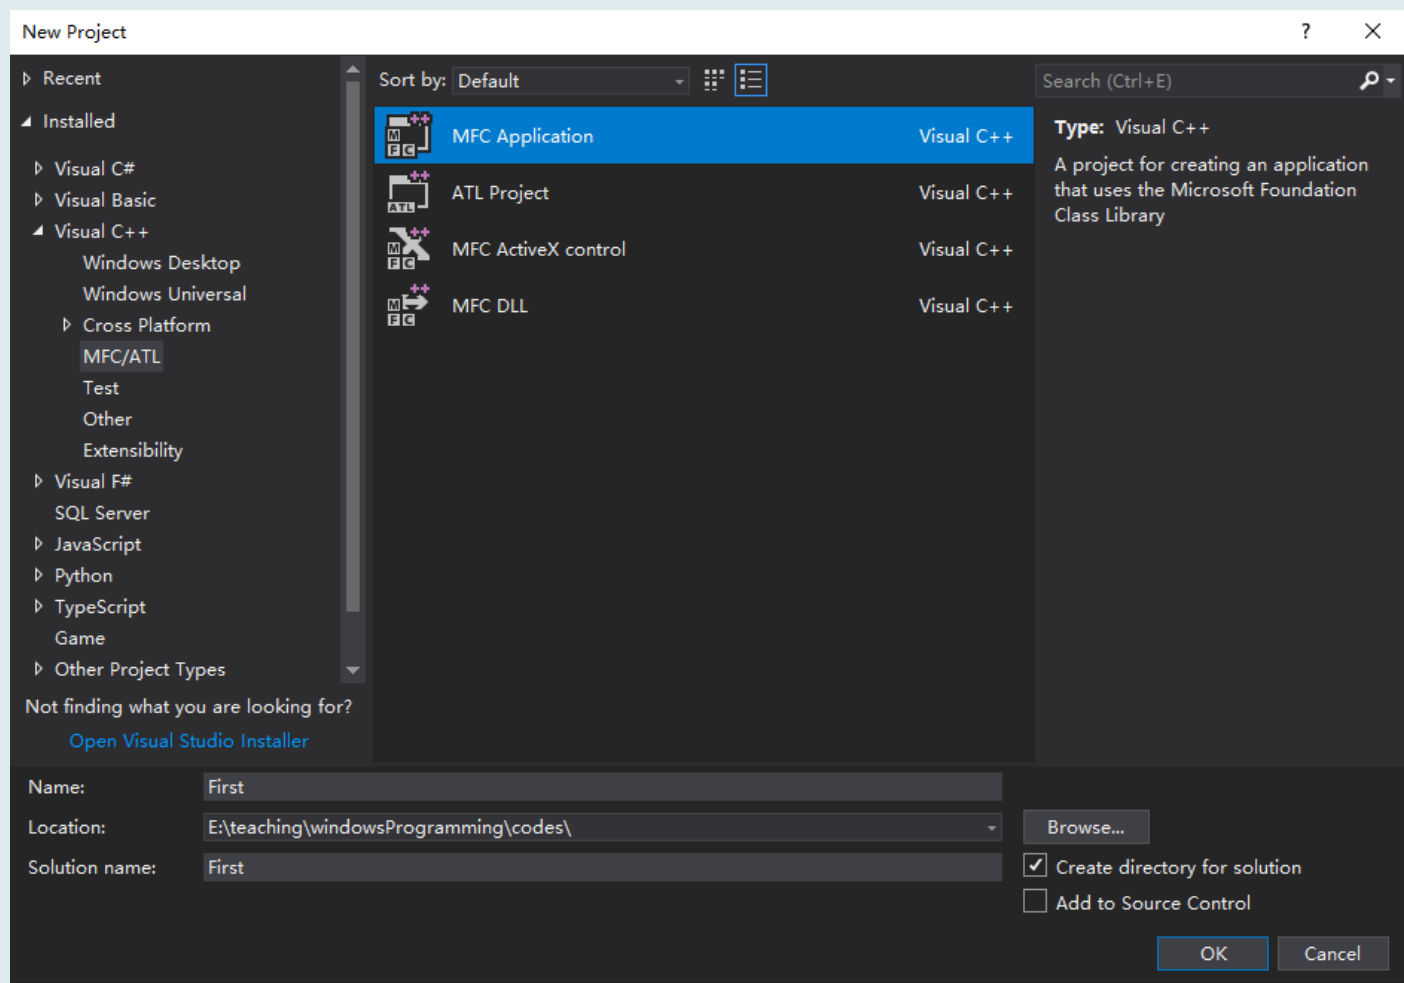 New Project
?
Recent
Installed
Visual C#
Visual Basic
Visual C++
Windows Desktop
Windows Universal
Cross Platform
MFC/ATL
Test
Other
Extensibility
Visual F#
SQL Server
JavaScript
Python
TypeScript
Game
Other Project Types
Not finding what you are looking for?
Open Visual Studio Installer
Sort by: Default
MFC Application Visual C++
ATL Project Visual C++
MFC ActiveX control Visual C++
MFC DLL Visual C++
Search (Ctrl+E)
Type: Visual C++
A project for creating an application
that uses the Microsoft Foundation
Class Library
Name: First
Location: E:\teaching\windowsProgramming\codes\
Browse...
Solution name: First
Create directory for solution
Add to Source Control
OK Cancel